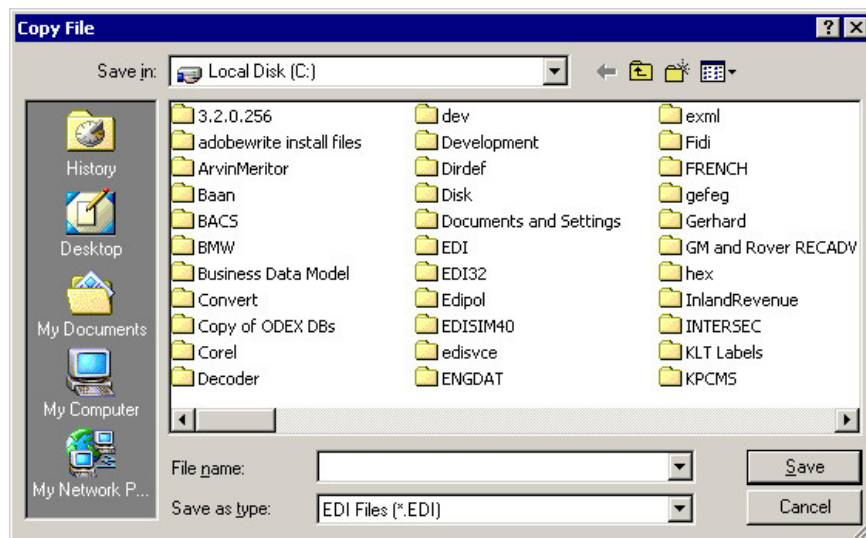 Copy File
Save in: Local Disk (C:)
History
Desktop
My Documents
My Computer
My Network P...
3.2.0.256
adobewrite install files
ArvinMeritor
Baan
BACS
BMW
Business Data Model
Convert
Copy of ODEX DBs
Corel
Decoder
dev
Development
Dirdef
Disk
Documents and Settings
EDI
EDI32
Edipol
EDISIM40
edisvce
ENGDAT
exml
Fidi
FRENCH
gefeg
Gerhard
GM and Rover RECADV
hex
InlandRevenue
INTERSEC
KLT Labels
KPCMS
File name:
Save
Save as type: EDI Files (*.EDI)
Cancel